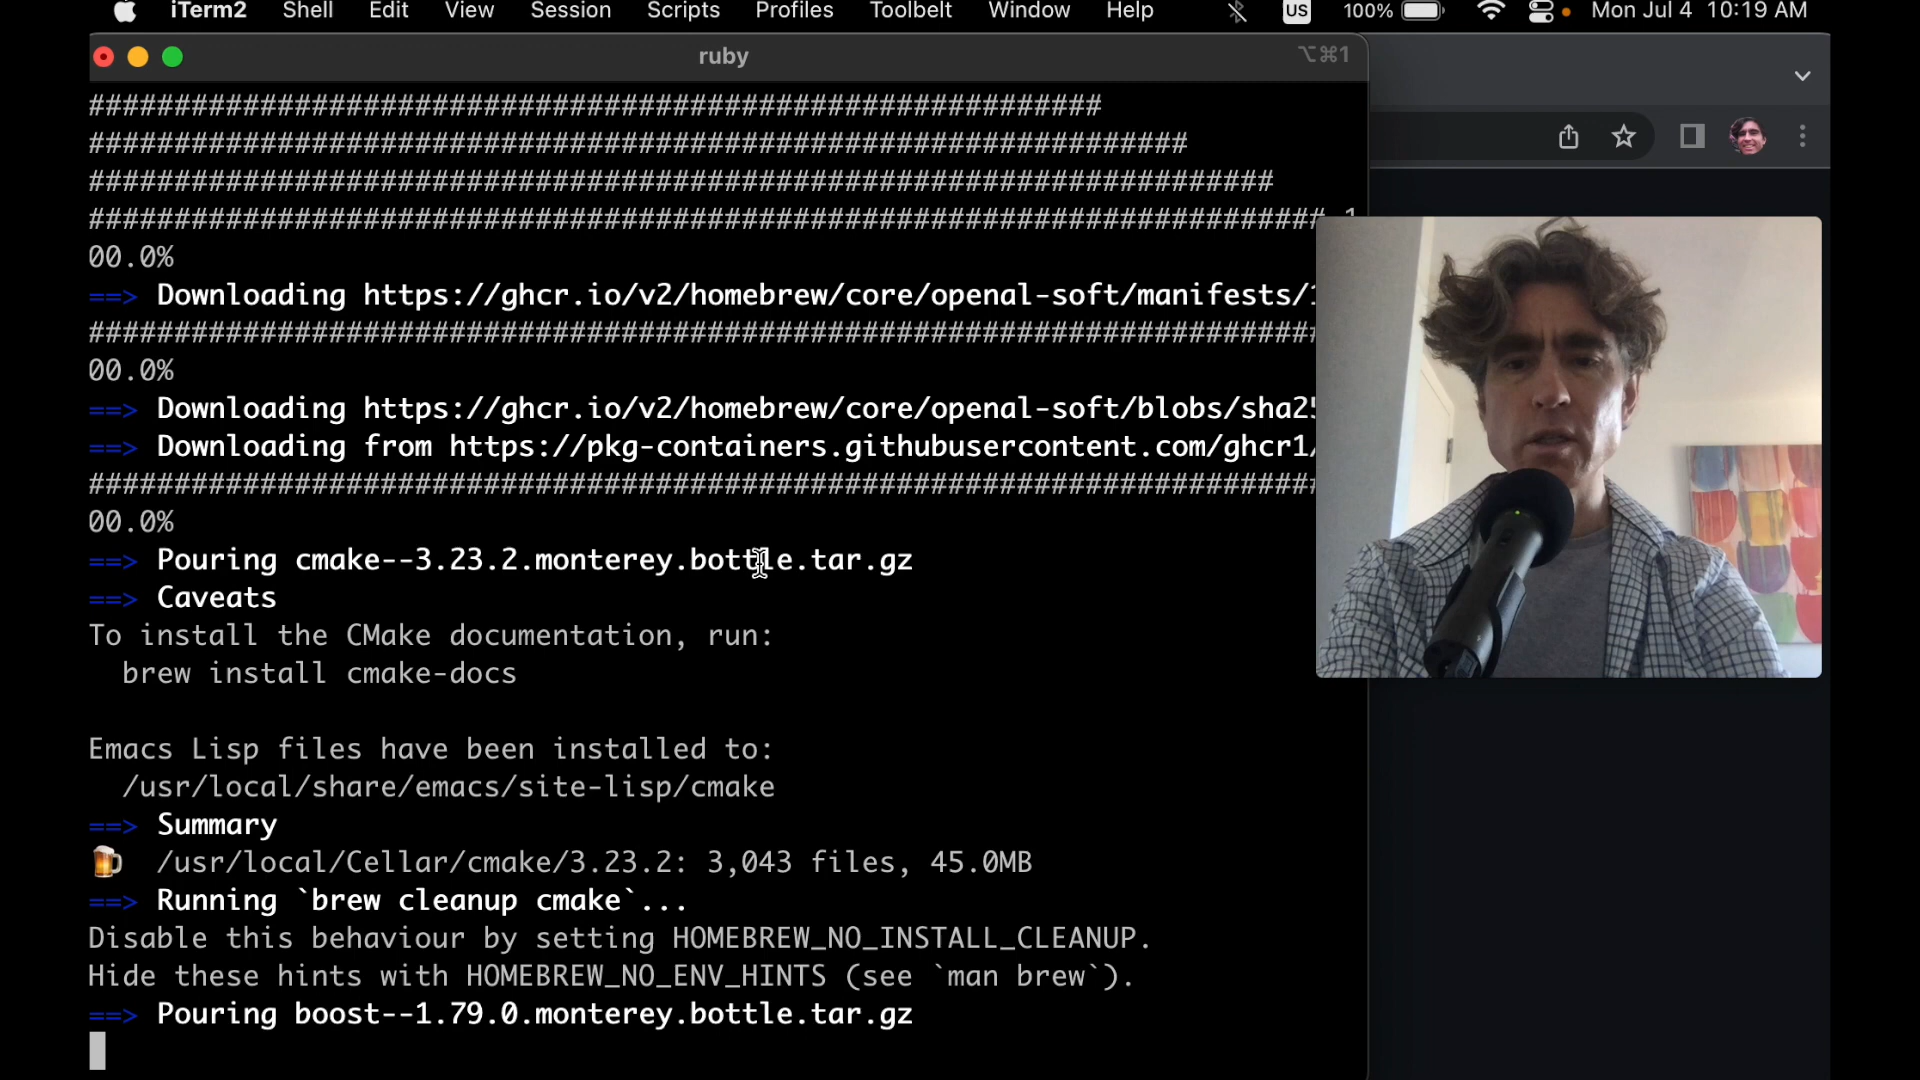 iTerm2 Shell Edit View Session Scripts Profiles Toolbelt Window Help US 100% Mon Jul 4 10:19 AM
ruby ⌥⌘1
###########################################################
################################################################
#####################################################################
######################################################################## 1
00.0%
==> Downloading https://ghcr.io/v2/homebrew/core/openal-soft/manifests/1
########################################################################
00.0%
==> Downloading https://ghcr.io/v2/homebrew/core/openal-soft/blobs/sha25
==> Downloading from https://pkg-containers.githubusercontent.com/ghcr1/
########################################################################
00.0%
==> Pouring cmake--3.23.2.monterey.bottle.tar.gz
==> Caveats
To install the CMake documentation, run:
  brew install cmake-docs
Emacs Lisp files have been installed to:
  /usr/local/share/emacs/site-lisp/cmake
==> Summary
🍺  /usr/local/Cellar/cmake/3.23.2: 3,043 files, 45.0MB
==> Running `brew cleanup cmake`...
Disable this behaviour by setting HOMEBREW_NO_INSTALL_CLEANUP.
Hide these hints with HOMEBREW_NO_ENV_HINTS (see `man brew`).
==> Pouring boost--1.79.0.monterey.bottle.tar.gz